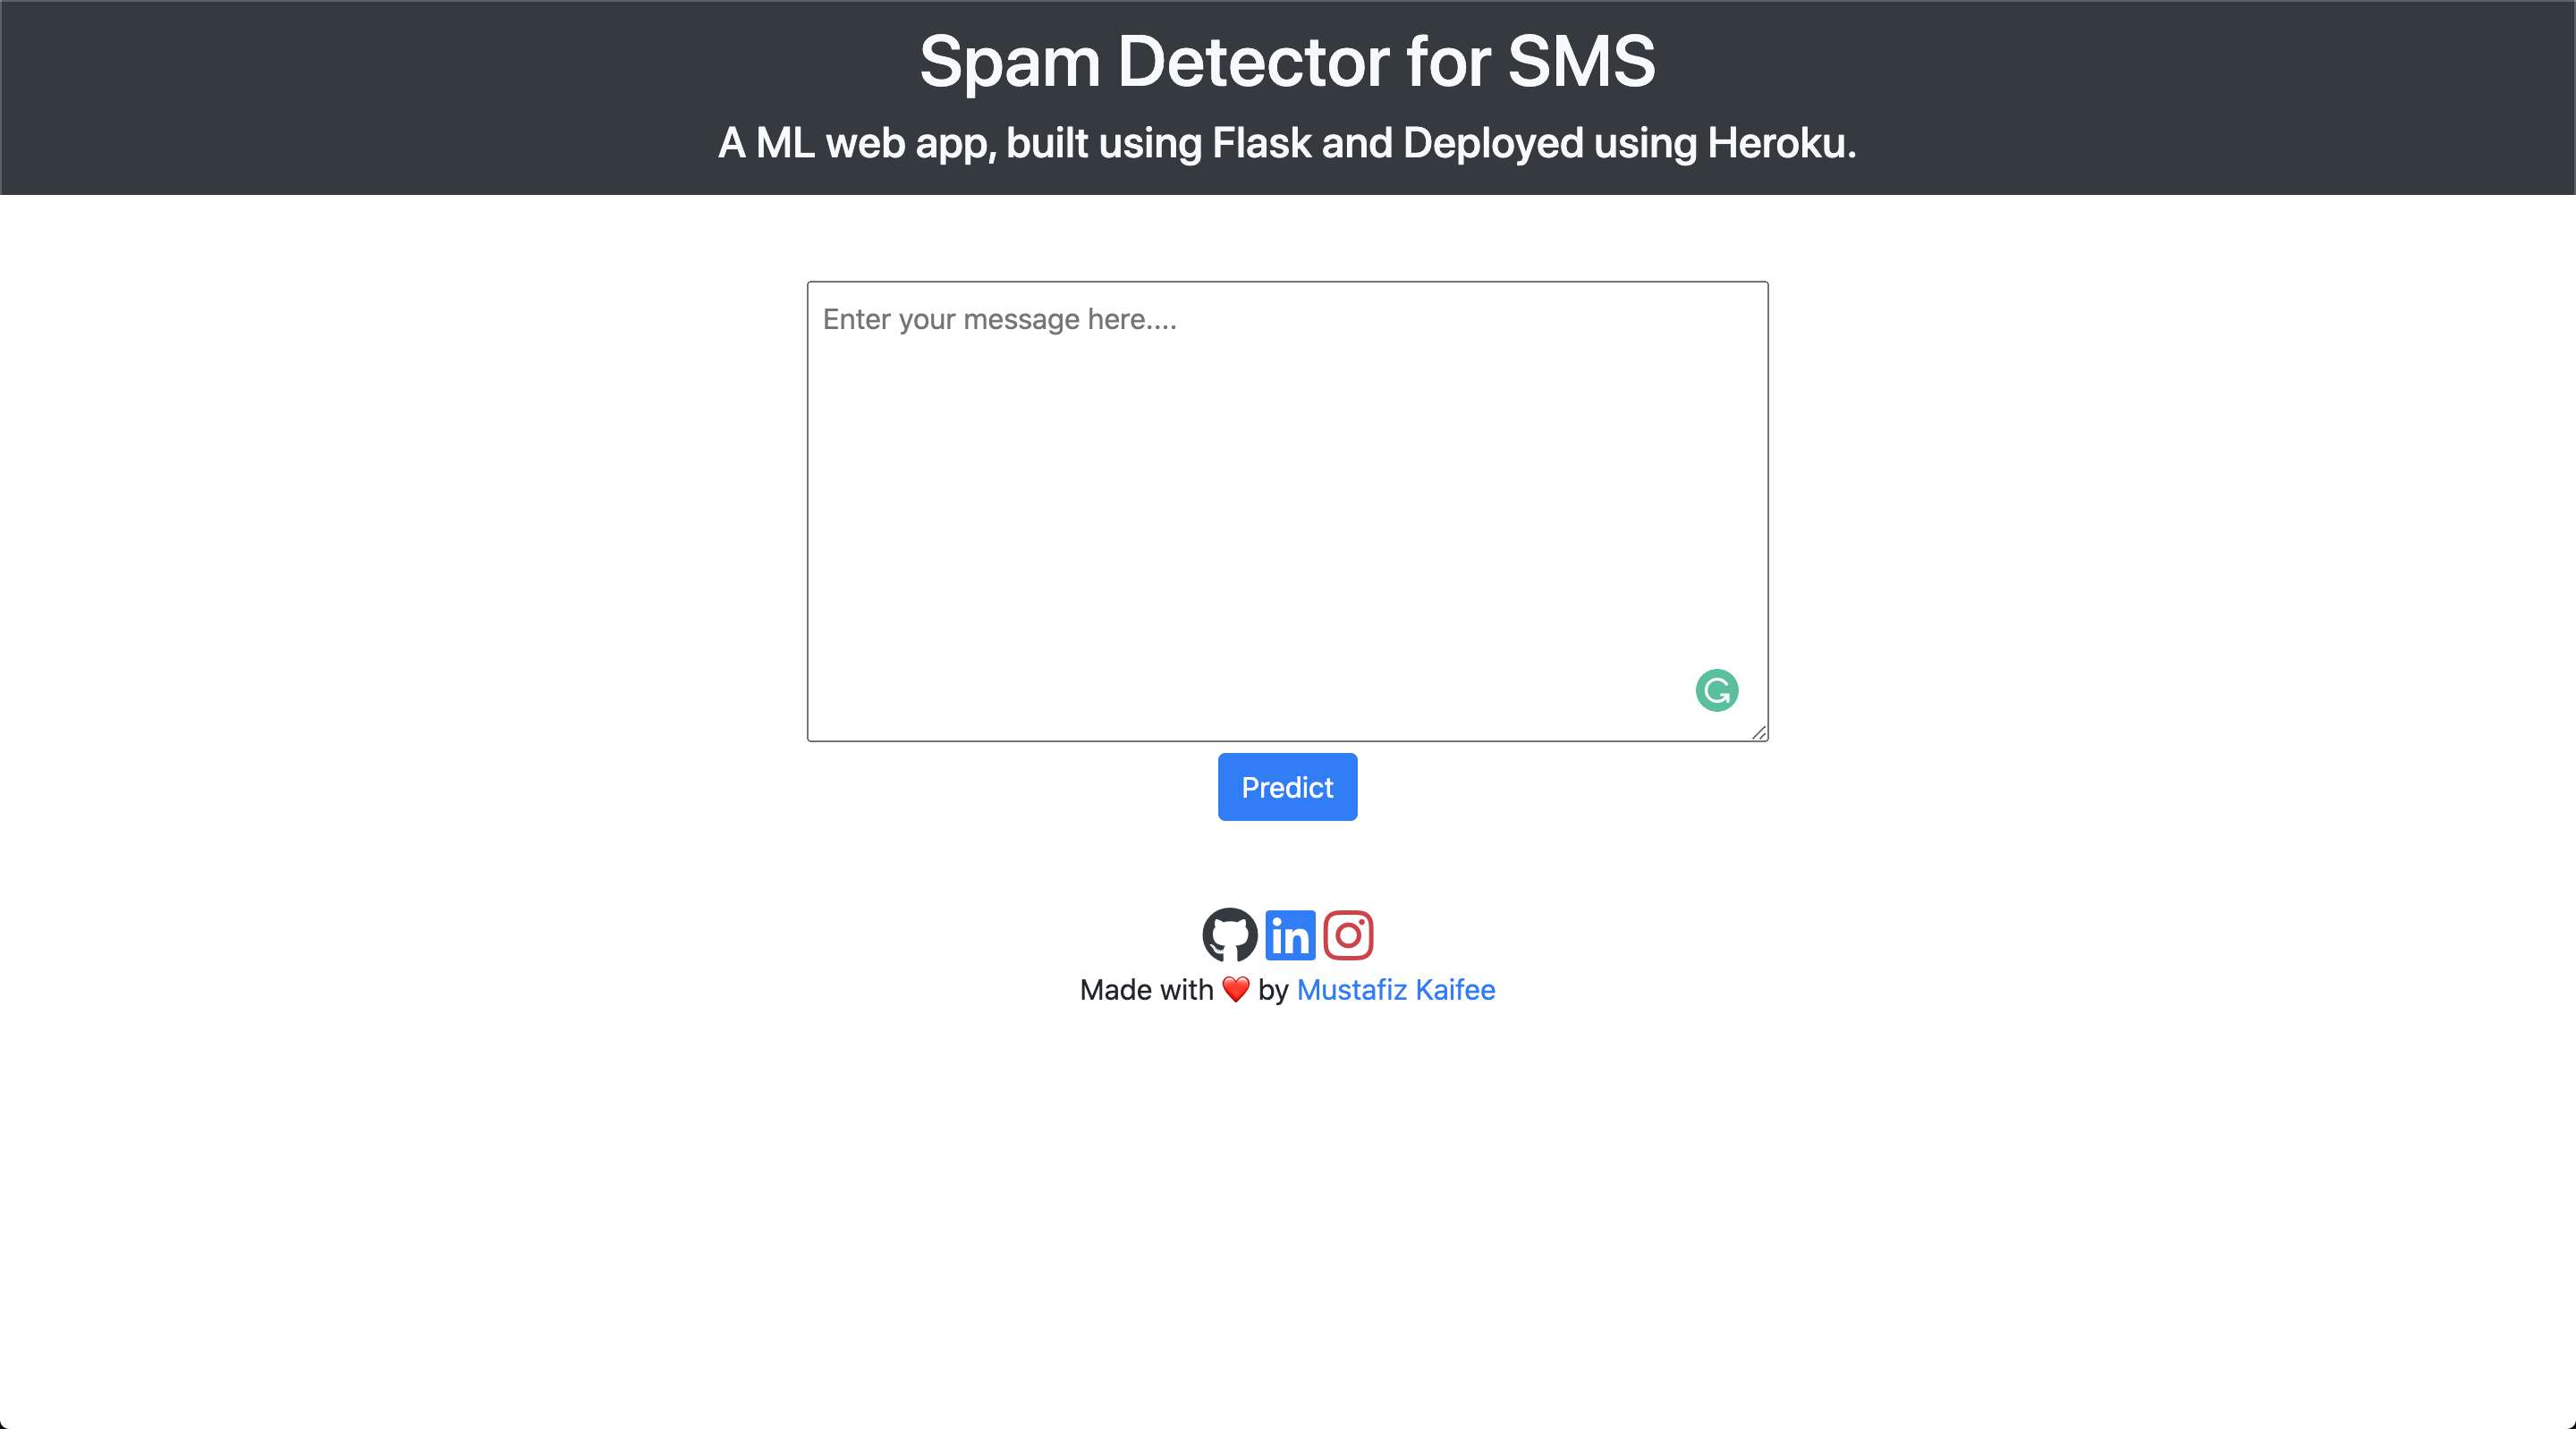 Spam Detector for SMS
A ML web app, built using Flask and Deployed using Heroku.
Enter your message here....
Predict
in
Made with ❤️ by Mustafiz Kaifee